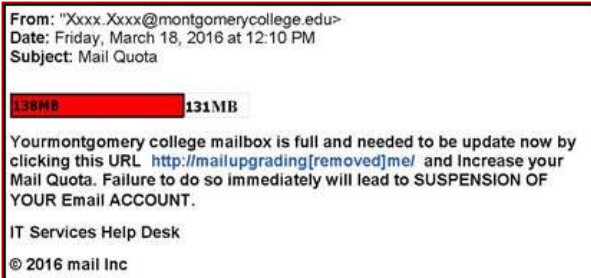 From: "Xxxx.Xxxx@montgomerycollege.edu>
Date: Friday, March 18, 2016 at 12:10 PM
Subject: Mail Quota
138MB 131MB
Yourmontgomery college mailbox is full and needed to be update now by
clicking this URL http://mailupgrading[removed]me/ and Increase your
Mail Quota. Failure to do so immediately will lead to SUSPENSION OF
YOUR Email ACCOUNT.
IT Services Help Desk
© 2016 mail Inc